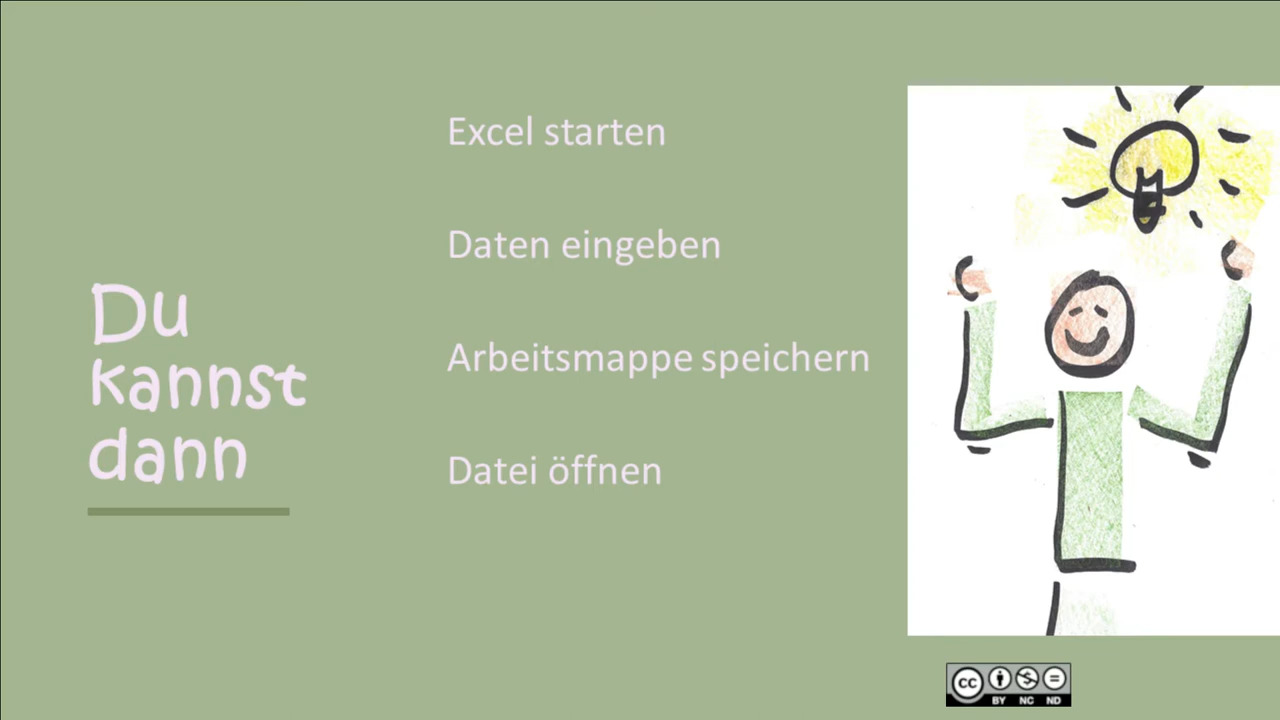 Du
kannst
dann
Excel starten
Daten eingeben
Arbeitsmappe speichern
Datei öffnen
cc
BY NC ND